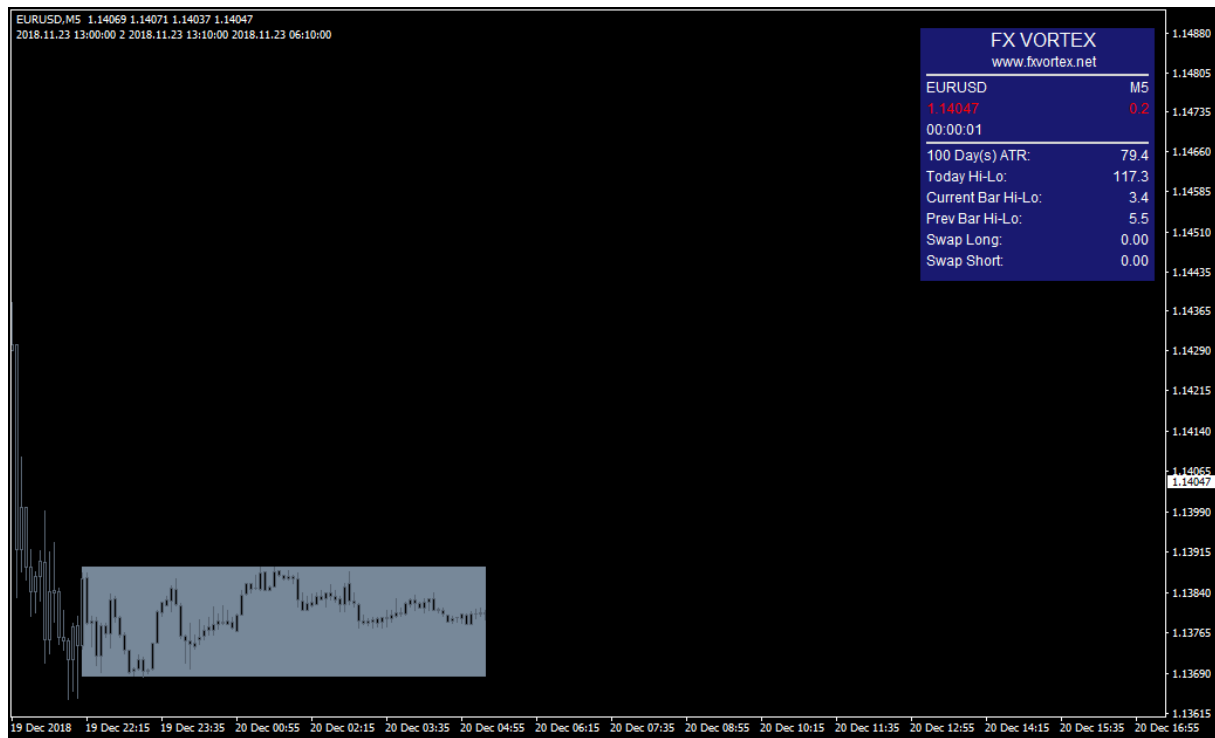 EURUSD,M5 1.14069 1.14071 1.14037 1.14047
2018.11.23 13:00:00 2 2018.11.23 13:10:00 2018.11.23 06:10:00
FX VORTEX
www.fxvortex.net
EURUSD M5
1.14047 0.2
00:00:01
100 Day(s) ATR: 79.4
Today Hi-Lo: 117.3
Current Bar Hi-Lo: 3.4
Prev Bar Hi-Lo: 5.5
Swap Long: 0.00
Swap Short: 0.00
1.14880
1.14805
1.14735
1.14660
1.14585
1.14510
1.14435
1.14365
1.14290
1.14215
1.14140
1.14065
1.14047
1.13990
1.13915
1.13840
1.13765
1.13690
1.13615
19 Dec 2018 19 Dec 22:15 19 Dec 23:35 20 Dec 00:55 20 Dec 02:15 20 Dec 03:35 20 Dec 04:55 20 Dec 06:15 20 Dec 07:35 20 Dec 08:55 20 Dec 10:15 20 Dec 11:35 20 Dec 12:55 20 Dec 14:15 20 Dec 15:35 20 Dec 16:55